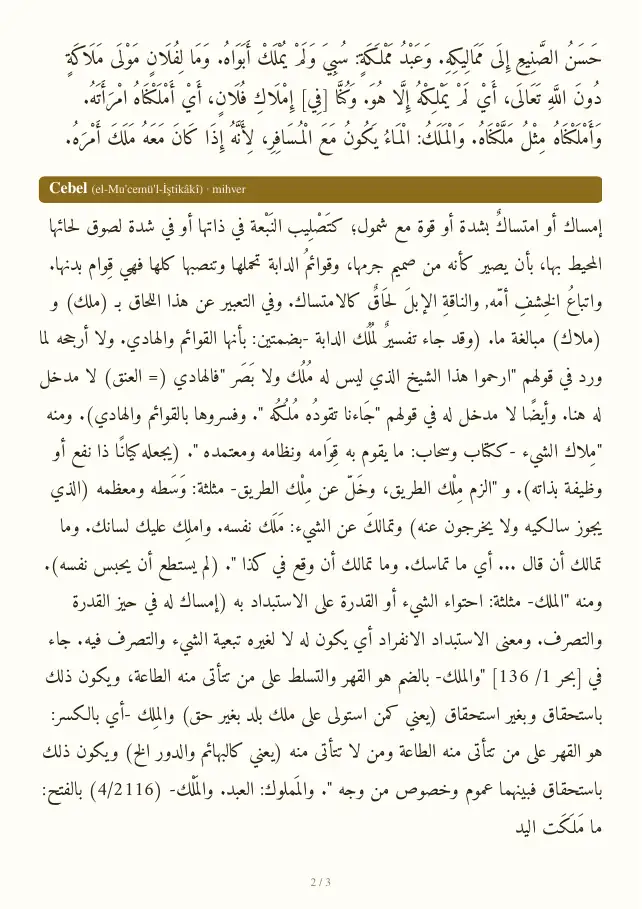 حَسَنُ الصَّنِيعِ إِلَى مَمَالِيكِهِ. وَعَبْدُ مَمْلَكَةٍ: سُبِيَ وَلَمْ يُمْلَكْ أَبَوَاهُ. وَمَا لِفُلَانٍ مَوْلَى مَلَاكَةٍ
دُونَ اللَّهِ تَعَالَى، أَيْ لَمْ يَمْلِكْهُ إِلَّا هُوَ. وَكُنَّا [فِي] إِمْلَاكِ فُلَانٍ، أَيْ أَمْلَكْنَاهُ امْرَأَتَهُ.
وَأَمْلَكْنَاهُ مِثْلُ مَلَّكْنَاهُ. وَالْمَلَكُ: الْمَاءُ يَكُونُ مَعَ الْمُسَافِرِ، لِأَنَّهُ إِذَا كَانَ مَعَهُ مَلَكَ أَمْرَهُ.
Cebel (el-Mu'cemü'l-İştikâkî) · mihver
إمساك أو امتساكٌ بشدة أو قوة مع شمول؛ كتَصْلِيب النَبْعة في ذاتها أو في شدة لصوق لحائها
المحيط بها، بأن يصير كأنه من صميم جرمها، وقوائمُ الدابة تحملها وتنصبها كلها فهي قِوام بدنها.
واتباعُ الخِشفِ أمّه, والناقةِ الإبلَ لحَاقٌ كالامتساك. وفي التعبير عن هذا اللحاق بـ (ملك) و
(ملاك) مبالغة ما. (وقد جاء تفسيرٌ لمُلُك الدابة -بضمتين: بأنها القوائم والهادي. ولا أرجحه لما
ورد في قولهم "ارحموا هذا الشيخ الذي ليس له مُلُك ولا بَصَر "فالهادي (= العنق) لا مدخل
له هنا. وأيضًا لا مدخل له في قولهم "جَاءنا تقودُه مُلُكُه ". وفسروها بالقوائم والهادي). ومنه
"مِلاك الشيء -ككتاب وسحاب: ما يقوم به قِوَامه ونظامه ومعتمده ". (يجعله كيانًا ذا نفع أو
وظيفة بذاته). و "الزم مِلْك الطريق، وخَلّ عن مِلْك الطريق- مثلثة: وَسَطه ومعظمه (الذي
يجوز سالكيه ولا يخرجون عنه) وتمالكَ عن الشيء: مَلَك نفسه. واملِك عليك لسانك. وما
تمالك أن قال ... أي ما تماسك. وما تمالك أن وقع في كذا ". (لم يستطع أن يحبس نفسه).
ومنه "الملك- مثلثة: احتواء الشيء أو القدرة على الاستبداد به (إمساك له في حيز القدرة
والتصرف. ومعنى الاستبداد الانفراد أي يكون له لا لغيره تبعية الشيء والتصرف فيه. جاء
في [بحر 1/ 136] "والملك- بالضم هو القهر والتسلط على من تتأتى منه الطاعة، ويكون ذلك
باستحقاق وبغير استحقاق (يعني كمن استولى على ملك بلد بغير حق) والمِلك -أي بالكسر:
هو القهر على من تتأتى منه الطاعة ومن لا تتأتى منه (يعني كالبهائم والدور الخ) ويكون ذلك
باستحقاق فبينهما عموم وخصوص من وجه ". والمَملوك: العبد. والمَلْك- (4/2116) بالفتح:
ما مَلَكَت اليد
2 / 3